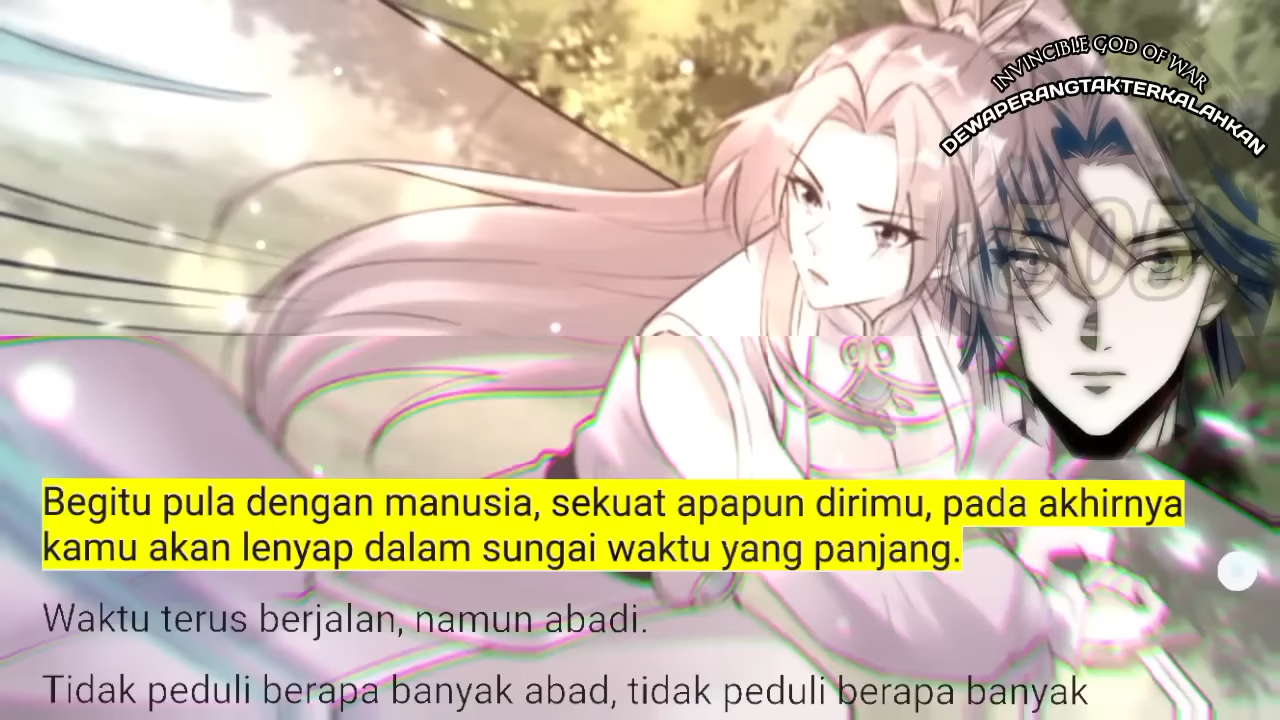 INVINCIBLE GOD OF WAR
DEWAPERANGTAKTERKALAHKAN
505
Begitu pula dengan manusia, sekuat apapun dirimu, pada akhirnya
kamu akan lenyap dalam sungai waktu yang panjang.
Waktu terus berjalan, namun abadi.
Tidak peduli berapa banyak abad, tidak peduli berapa banyak